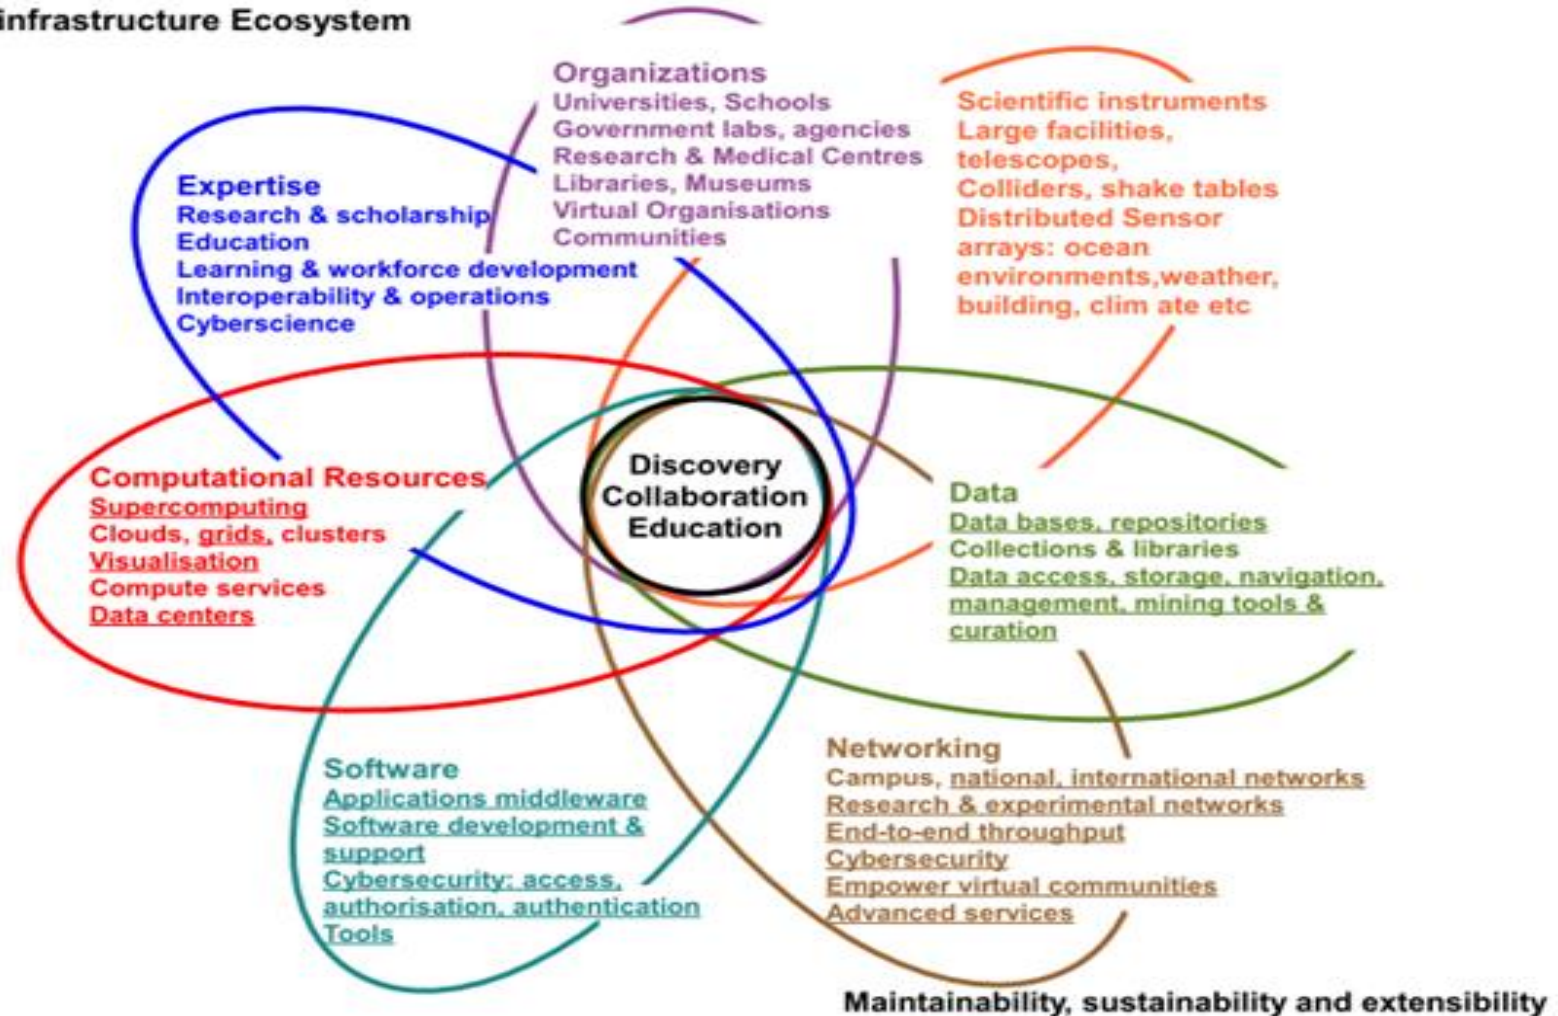 infrastructure Ecosystem
Organizations
Universities, Schools
Government labs, agencies
Research & Medical Centres
Libraries, Museums
Virtual Organisations
Communities
Scientific instruments
Large facilities,
telescopes,
Colliders, shake tables
Distributed Sensor
arrays: ocean
environments,weather,
building, clim ate etc
Expertise
Research & scholarship
Education
Learning & workforce development
Interoperability & operations
Cyberscience
Discovery
Collaboration
Education
Computational Resources
Supercomputing
Clouds, grids, clusters
Visualisation
Compute services
Data centers
Data
Data bases, repositories
Collections & libraries
Data access, storage, navigation,
management, mining tools &
curation
Software
Applications middleware
Software development &
support
Cybersecurity: access,
authorisation, authentication
Tools
Networking
Campus, national, international networks
Research & experimental networks
End-to-end throughput
Cybersecurity
Empower virtual communities
Advanced services
Maintainability, sustainability and extensibility